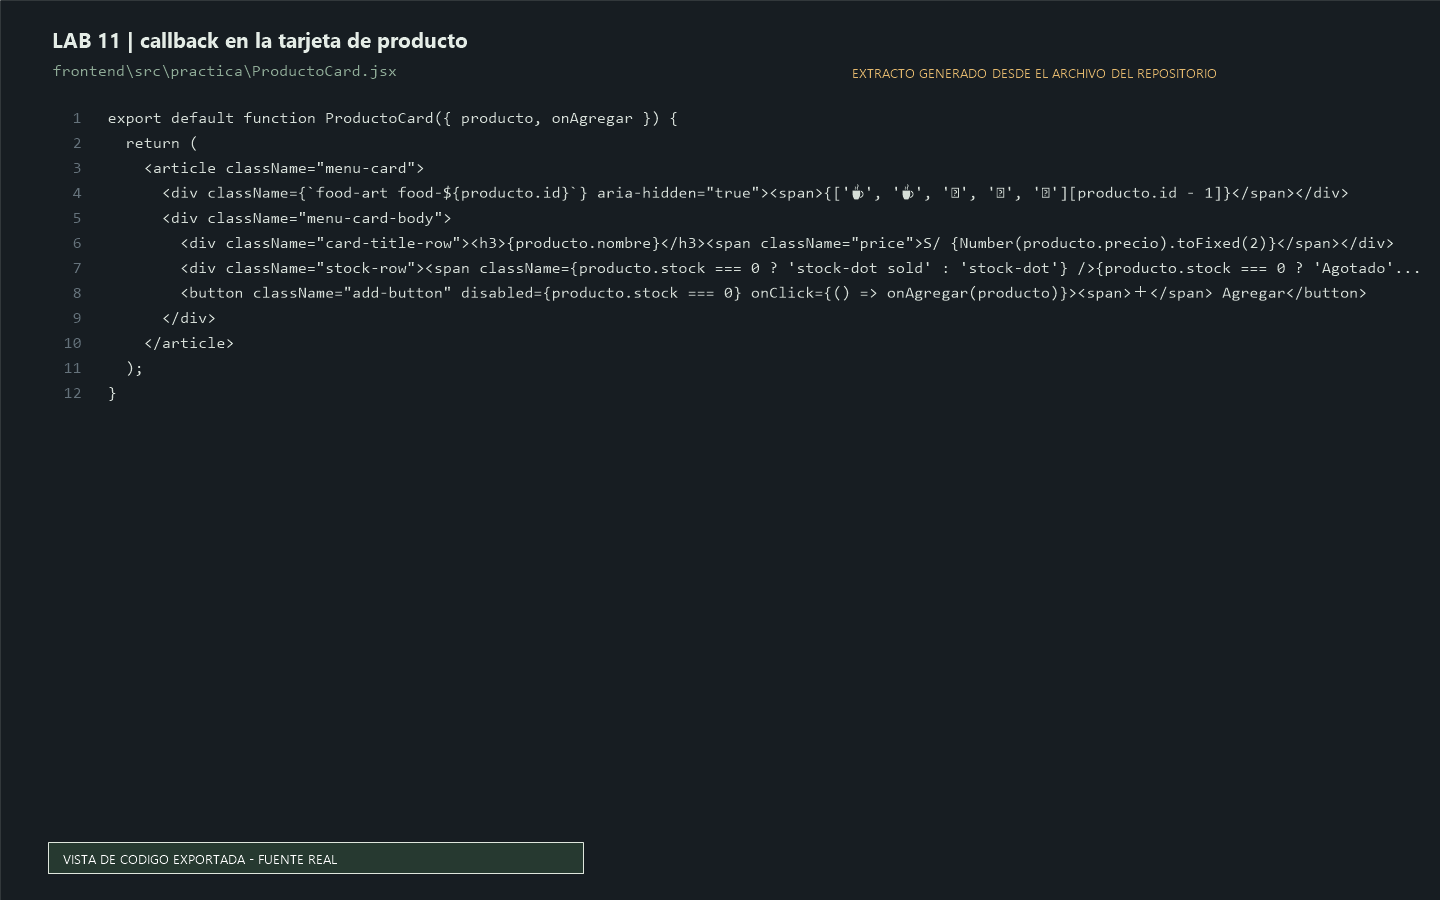 LAB 11 | callback en la tarjeta de producto
frontend\src\practica\ProductoCard.jsx
EXTRACTO GENERADO DESDE EL ARCHIVO DEL REPOSITORIO
1 export default function ProductoCard({ producto, onAgregar }) {
2 return (
3 <article className="menu-card">
4 <div className={`food-art food-${producto.id}`} aria-hidden="true"><span>{['☕', '☕', '⍰', '⍰', '⍰'][producto.id - 1]}</span></div>
5 <div className="menu-card-body">
6 <div className="card-title-row"><h3>{producto.nombre}</h3><span className="price">S/ {Number(producto.precio).toFixed(2)}</span></div>
7 <div className="stock-row"><span className={producto.stock === 0 ? 'stock-dot sold' : 'stock-dot'} />{producto.stock === 0 ? 'Agotado'...
8 <button className="add-button" disabled={producto.stock === 0} onClick={() => onAgregar(producto)}><span>＋</span> Agregar</button>
9 </div>
10 </article>
11 );
12 }
VISTA DE CODIGO EXPORTADA - FUENTE REAL